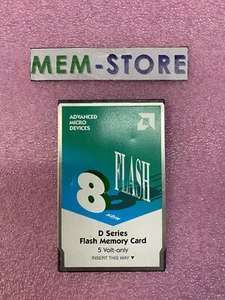 MEM-STORE
ADVANCED
MICRO
DEVICES
FLASH
8
D Series
Flash Memory Card
5 Volt-only
INSERT THIS WAY ▼